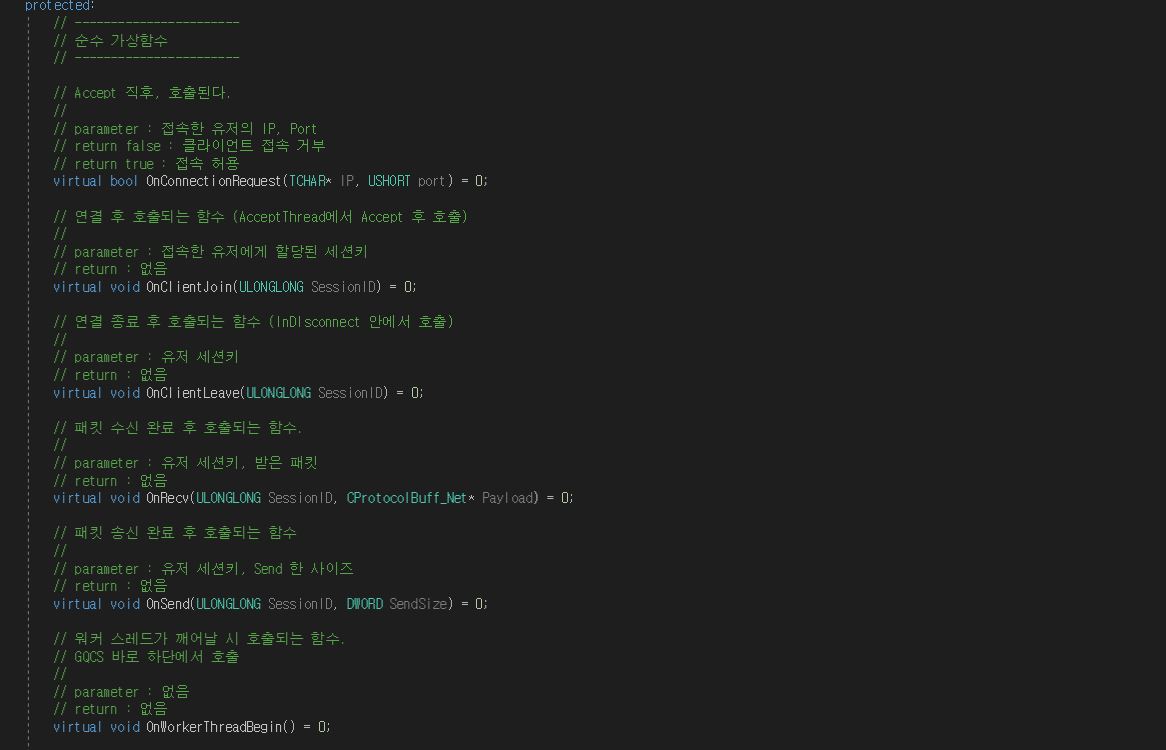 protected:
// -----------------------
// 순수 가상함수
// -----------------------
// Accept 직후, 호출된다.
//
// parameter : 접속한 유저의 IP, Port
// return false : 클라이언트 접속 거부
// return true : 접속 허용
virtual bool OnConnectionRequest(TCHAR* IP, USHORT port) = 0;
// 연결 후 호출되는 함수 (AcceptThread에서 Accept 후 호출)
//
// parameter : 접속한 유저에게 할당된 세션키
// return : 없음
virtual void OnClientJoin(ULONGLONG SessionID) = 0;
// 연결 종료 후 호출되는 함수 (InDIsconnect 안에서 호출)
//
// parameter : 유저 세션키
// return : 없음
virtual void OnClientLeave(ULONGLONG SessionID) = 0;
// 패킷 수신 완료 후 호출되는 함수.
//
// parameter : 유저 세션키, 받은 패킷
// return : 없음
virtual void OnRecv(ULONGLONG SessionID, CProtocolBuff_Net* Payload) = 0;
// 패킷 송신 완료 후 호출되는 함수
//
// parameter : 유저 세션키, Send 한 사이즈
// return : 없음
virtual void OnSend(ULONGLONG SessionID, DWORD SendSize) = 0;
// 워커 스레드가 깨어날 시 호출되는 함수.
// GQCS 바로 하단에서 호출
//
// parameter : 없음
// return : 없음
virtual void OnWorkerThreadBegin() = 0;